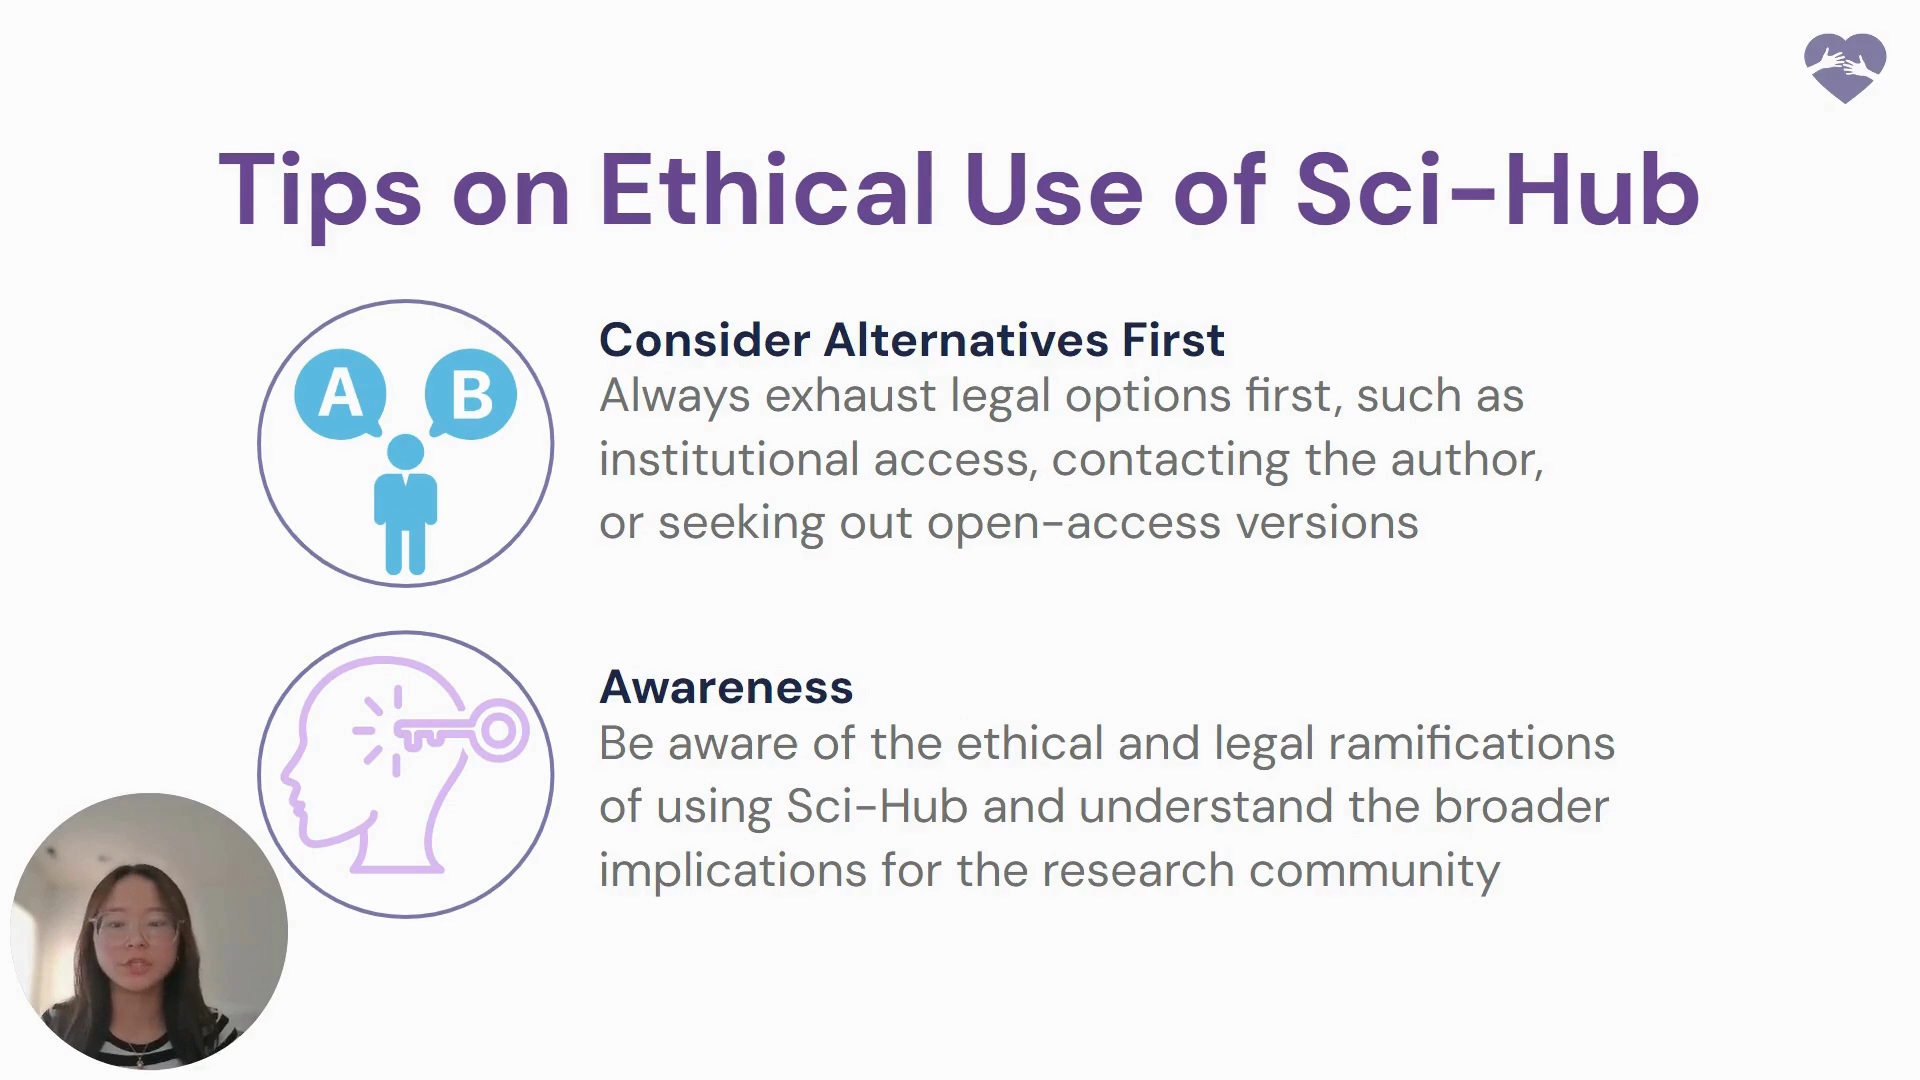 Tips on Ethical Use of Sci-Hub
A B
Consider Alternatives First
Always exhaust legal options first, such as
institutional access, contacting the author,
or seeking out open-access versions
Awareness
Be aware of the ethical and legal ramifications
of using Sci-Hub and understand the broader
implications for the research community